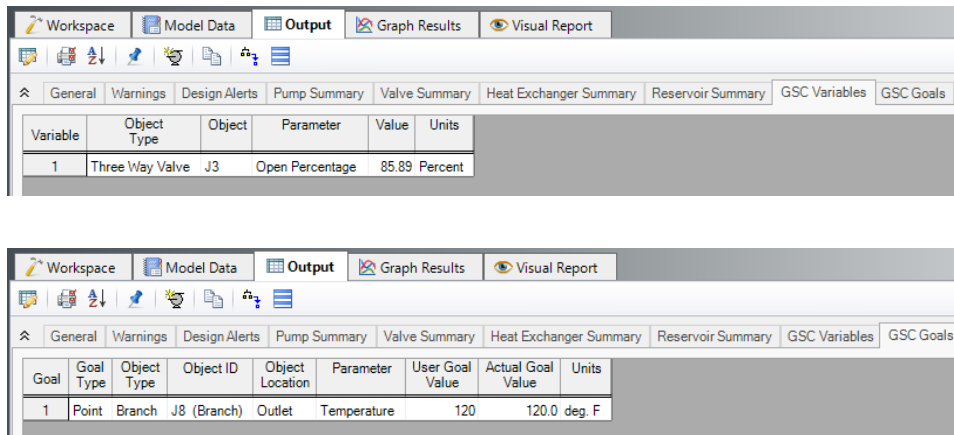 Workspace Model Data Output Graph Results Visual Report
General Warnings Design Alerts Pump Summary Valve Summary Heat Exchanger Summary Reservoir Summary GSC Variables GSC Goals
Variable Object Type Object Parameter Value Units
1 Three Way Valve J3 Open Percentage 85.89 Percent
Workspace Model Data Output Graph Results Visual Report
General Warnings Design Alerts Pump Summary Valve Summary Heat Exchanger Summary Reservoir Summary GSC Variables GSC Goals
Goal Goal Type Object Type Object ID Object Location Parameter User Goal Value Actual Goal Value Units
1 Point Branch J8 (Branch) Outlet Temperature 120 120.0 deg. F